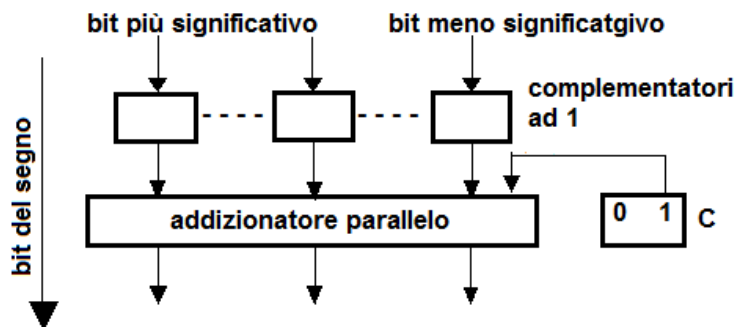 bit più significativo
bit meno significatgivo
complementatori
ad 1
bit del segno
addizionatore parallelo
0 1
C